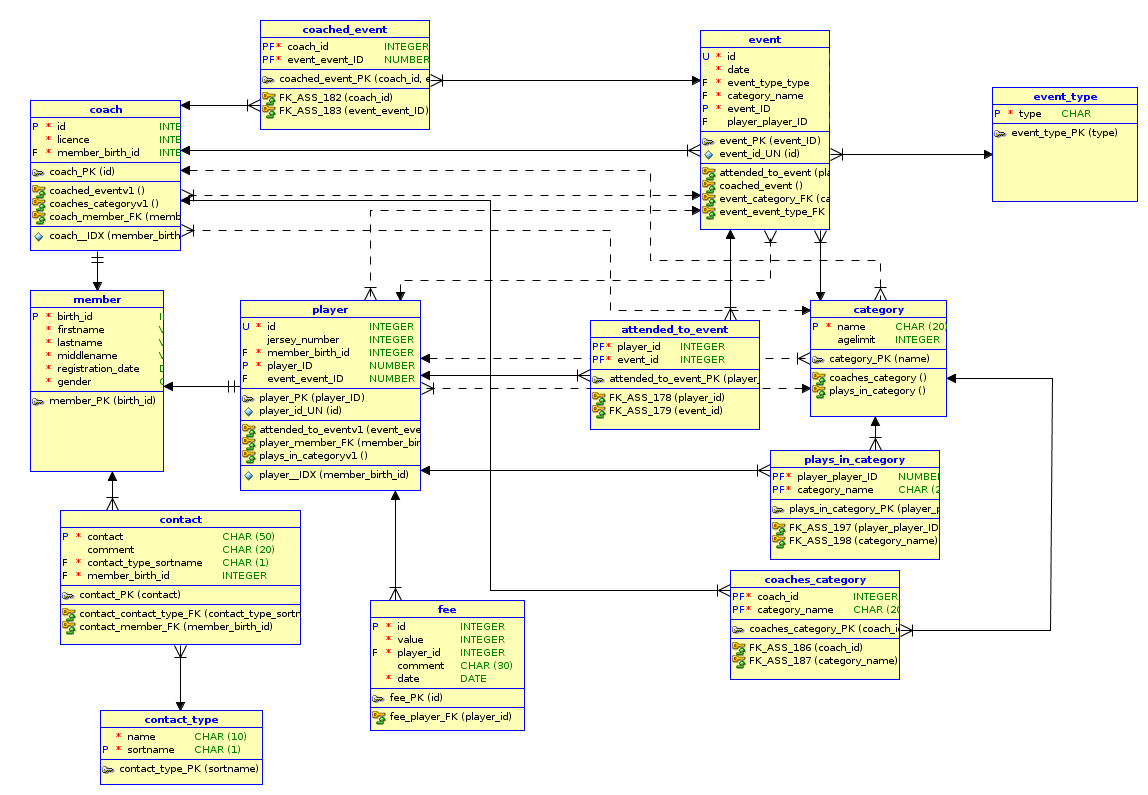 coached_event
PF* coach_id INTEGER
PF* event_event_ID NUMBER
coached_event_PK (coach_id, e
FK_ASS_182 (coach_id)
FK_ASS_183 (event_event_ID)
event
U * id
* date
F * event_type_type
F * category_name
P * event_ID
F player_player_ID
event_PK (event_ID)
event_id_UN (id)
attended_to_event (pla
coached_event ()
event_category_FK (ca
event_event_type_FK
event_type
P * type CHAR
event_type_PK (type)
coach
P * id INTE
* licence INTE
F * member_birth_id INTE
coach_PK (id)
coached_eventv1 ()
coaches_categoryv1 ()
coach_member_FK (memb
coach__IDX (member_birth
member
P * birth_id I
* firstname V
* lastname V
* middlename V
* registration_date D
* gender C
member_PK (birth_id)
player
U * id INTEGER
jersey_number INTEGER
F * member_birth_id INTEGER
P * player_ID NUMBER
F event_event_ID NUMBER
player_PK (player_ID)
player_id_UN (id)
attended_to_eventv1 (event_eve
player_member_FK (member_bir
plays_in_categoryv1 ()
player__IDX (member_birth_id)
attended_to_event
PF* player_id INTEGER
PF* event_id INTEGER
attended_to_event_PK (player_
FK_ASS_178 (player_id)
FK_ASS_179 (event_id)
category
P * name CHAR (20)
agelimit INTEGER
category_PK (name)
coaches_category ()
plays_in_category ()
plays_in_category
PF* player_player_ID NUMBE
PF* category_name CHAR (2
plays_in_category_PK (player_p
FK_ASS_197 (player_player_ID
FK_ASS_198 (category_name)
contact
P * contact CHAR (50)
comment CHAR (20)
F * contact_type_sortname CHAR (1)
F * member_birth_id INTEGER
contact_PK (contact)
contact_contact_type_FK (contact_type_sortn
contact_member_FK (member_birth_id)
coaches_category
PF* coach_id INTEGER
PF* category_name CHAR (20
coaches_category_PK (coach_i
FK_ASS_186 (coach_id)
FK_ASS_187 (category_name)
fee
P * id INTEGER
* value INTEGER
F * player_id INTEGER
comment CHAR (30)
* date DATE
fee_PK (id)
fee_player_FK (player_id)
contact_type
* name CHAR (10)
P * sortname CHAR (1)
contact_type_PK (sortname)